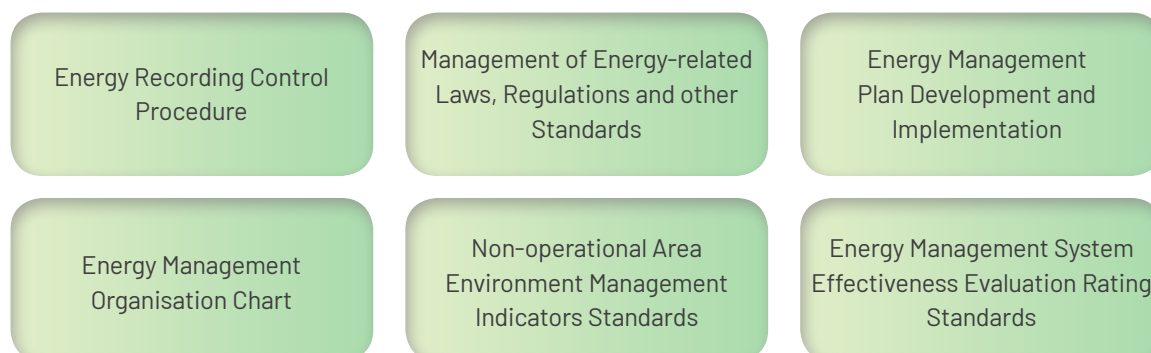 Energy Recording Control
Procedure
Management of Energy-related
Laws, Regulations and other
Standards
Energy Management
Plan Development and
Implementation
Energy Management
Organisation Chart
Non-operational Area
Environment Management
Indicators Standards
Energy Management System
Effectiveness Evaluation Rating
Standards